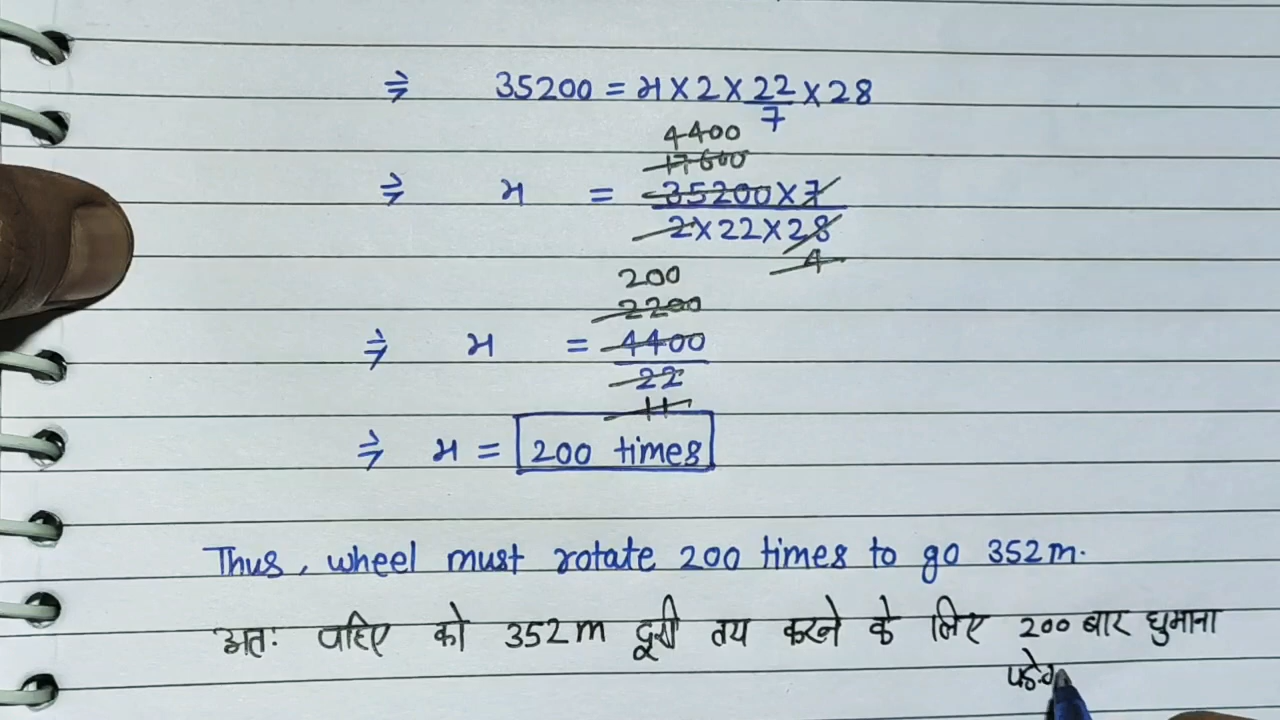 ⇒ 35200 = n × 2 × 22/7 × 28
4400
17600
⇒ n = 35200 × 7
2 × 22 × 28
4
200
2200
⇒ n = 4400
22
11
⇒ n = 200 times
Thus, wheel must rotate 200 times to go 352m.
अतः पहिए को 352m दूरी तय करने के लिए 200 बार घुमाना